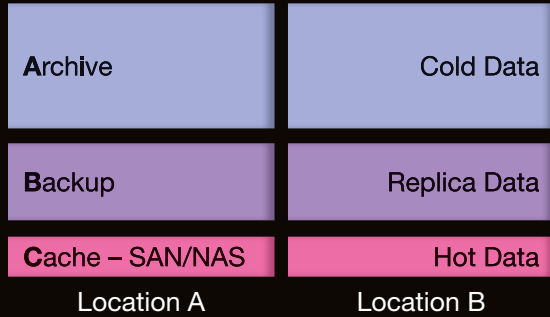 Archive
Cold Data
Backup
Replica Data
Cache – SAN/NAS
Hot Data
Location A
Location B